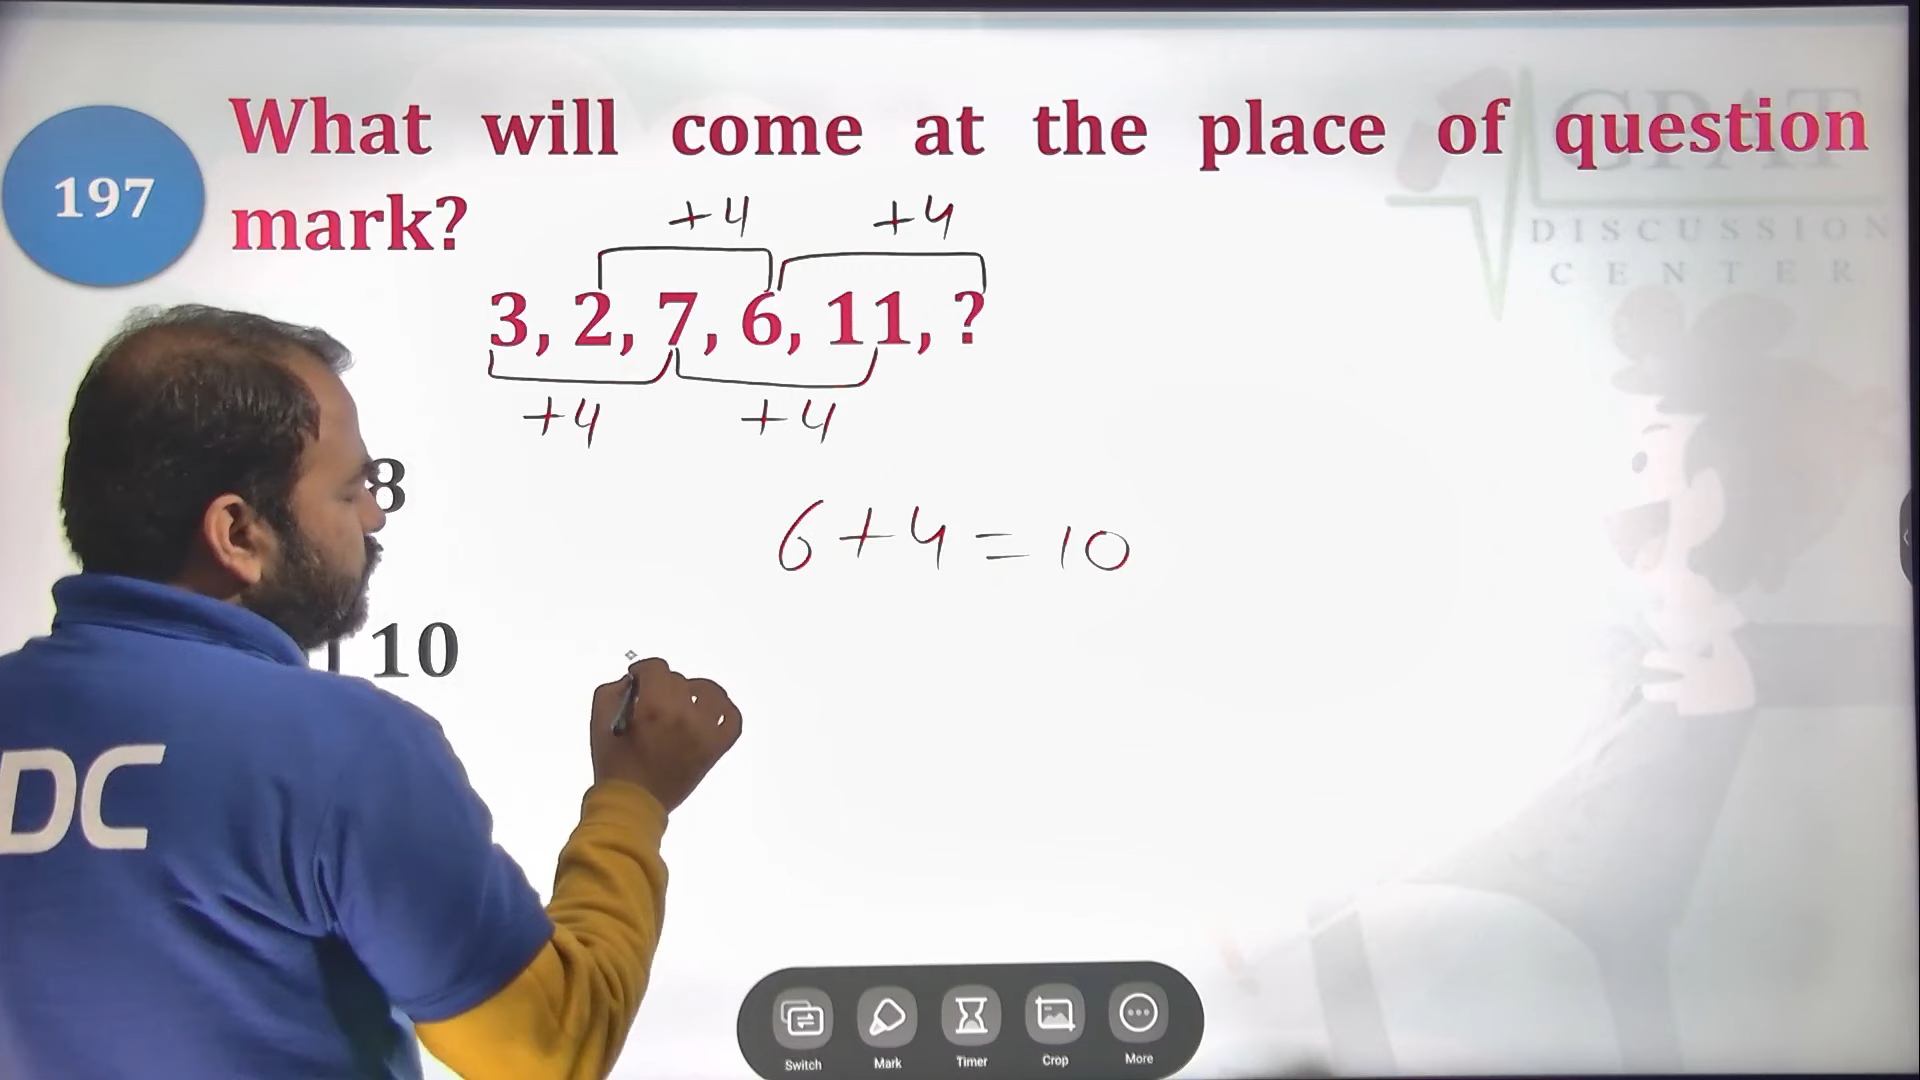 What will come at the place of question
197
mark?
+4 +4
3, 2, 7, 6, 11, ?
+4 +4
8
6+4=10
10
DC
GPAT
DISCUSSION
CENTER
Switch Mark Timer Crop More